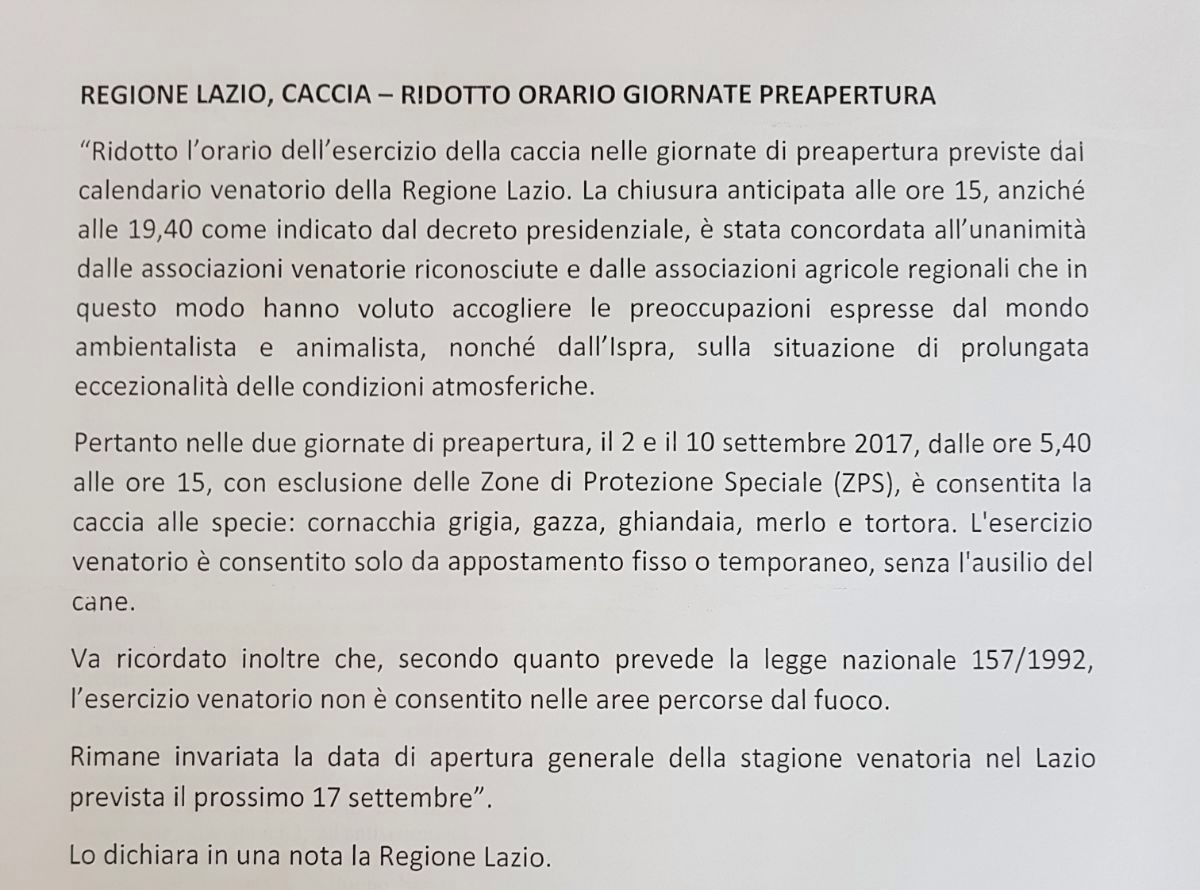 REGIONE LAZIO, CACCIA – RIDOTTO ORARIO GIORNATE PREAPERTURA
“Ridotto l’orario dell’esercizio della caccia nelle giornate di preapertura previste dal
calendario venatorio della Regione Lazio. La chiusura anticipata alle ore 15, anziché
alle 19,40 come indicato dal decreto presidenziale, è stata concordata all’unanimità
dalle associazioni venatorie riconosciute e dalle associazioni agricole regionali che in
questo modo hanno voluto accogliere le preoccupazioni espresse dal mondo
ambientalista e animalista, nonché dall’Ispra, sulla situazione di prolungata
eccezionalità delle condizioni atmosferiche.
Pertanto nelle due giornate di preapertura, il 2 e il 10 settembre 2017, dalle ore 5,40
alle ore 15, con esclusione delle Zone di Protezione Speciale (ZPS), è consentita la
caccia alle specie: cornacchia grigia, gazza, ghiandaia, merlo e tortora. L'esercizio
venatorio è consentito solo da appostamento fisso o temporaneo, senza l'ausilio del
cane.
Va ricordato inoltre che, secondo quanto prevede la legge nazionale 157/1992,
l’esercizio venatorio non è consentito nelle aree percorse dal fuoco.
Rimane invariata la data di apertura generale della stagione venatoria nel Lazio
prevista il prossimo 17 settembre”.
Lo dichiara in una nota la Regione Lazio.